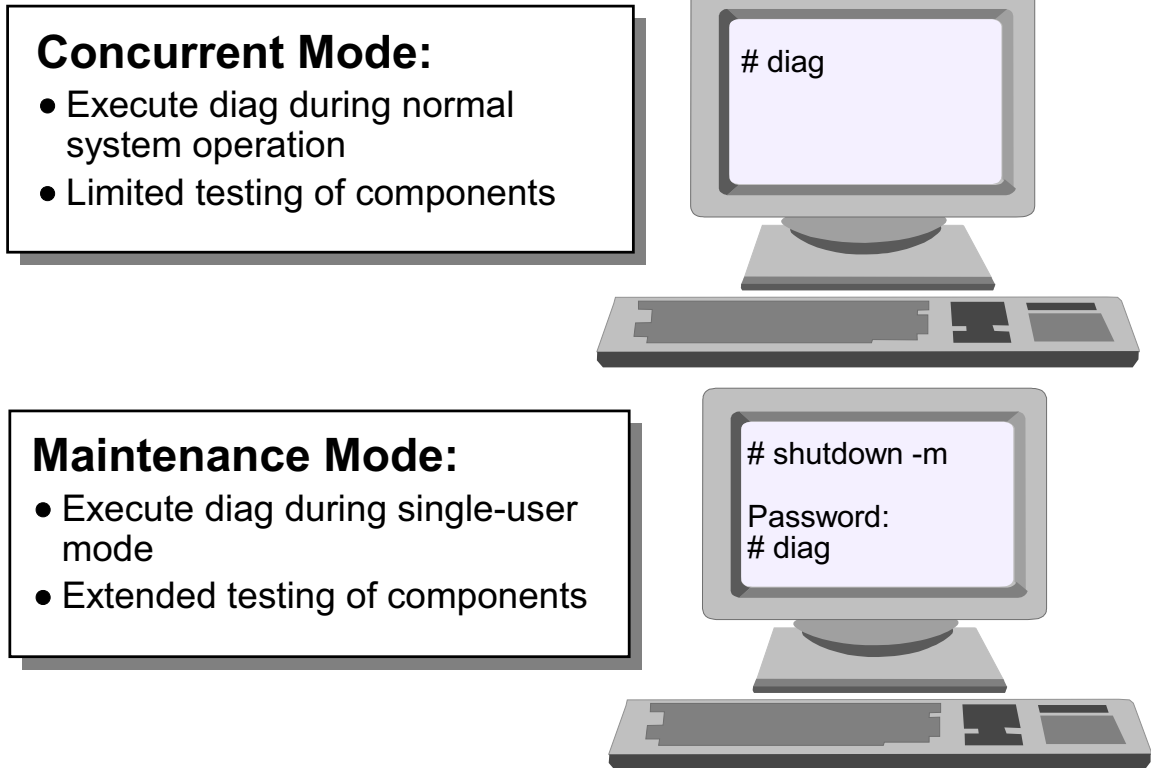 Concurrent Mode:
● Execute diag during normal
system operation
● Limited testing of components
# diag
Maintenance Mode:
● Execute diag during single-user
mode
● Extended testing of components
# shutdown -m
Password:
# diag